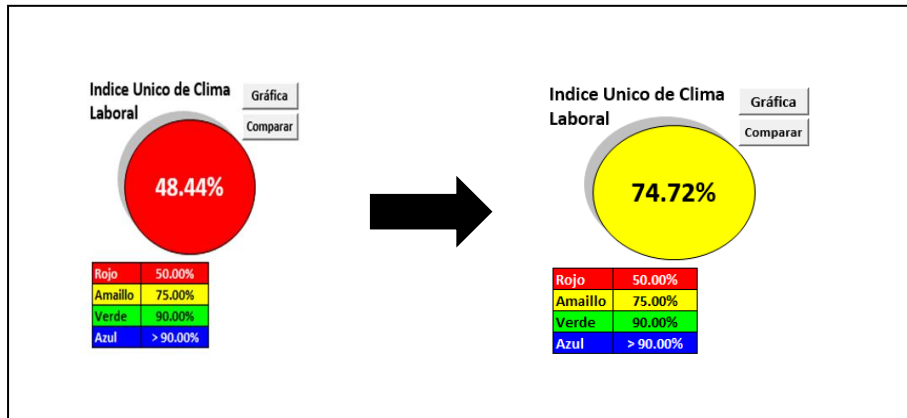 Indice Unico de Clima
Laboral
Gráfica
Comparar
48.44%
Rojo 50.00%
Amaillo 75.00%
Verde 90.00%
Azul > 90.00%
Indice Unico de Clima
Laboral
Gráfica
Comparar
74.72%
Rojo 50.00%
Amaillo 75.00%
Verde 90.00%
Azul > 90.00%